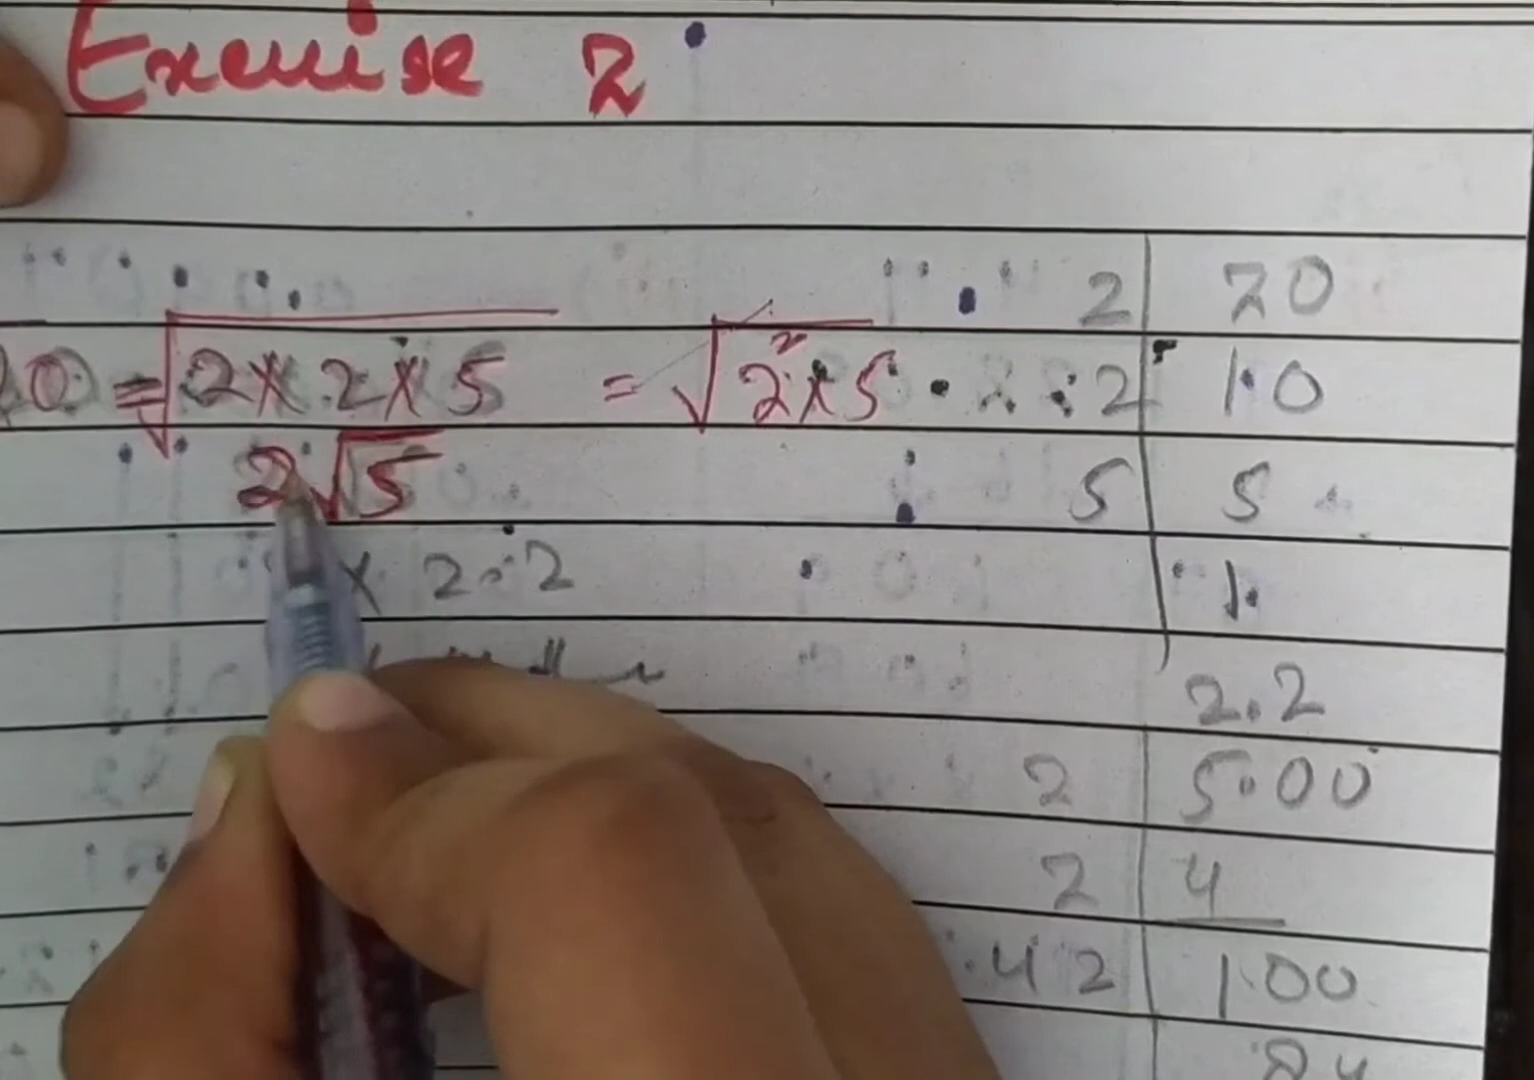 Exercise 2
2 20
20 = √2×2×5 = √2²×5 2 10
2√5 5 5
× 2.2 1
2.2
2 5.00
2 4
42 1.00
84